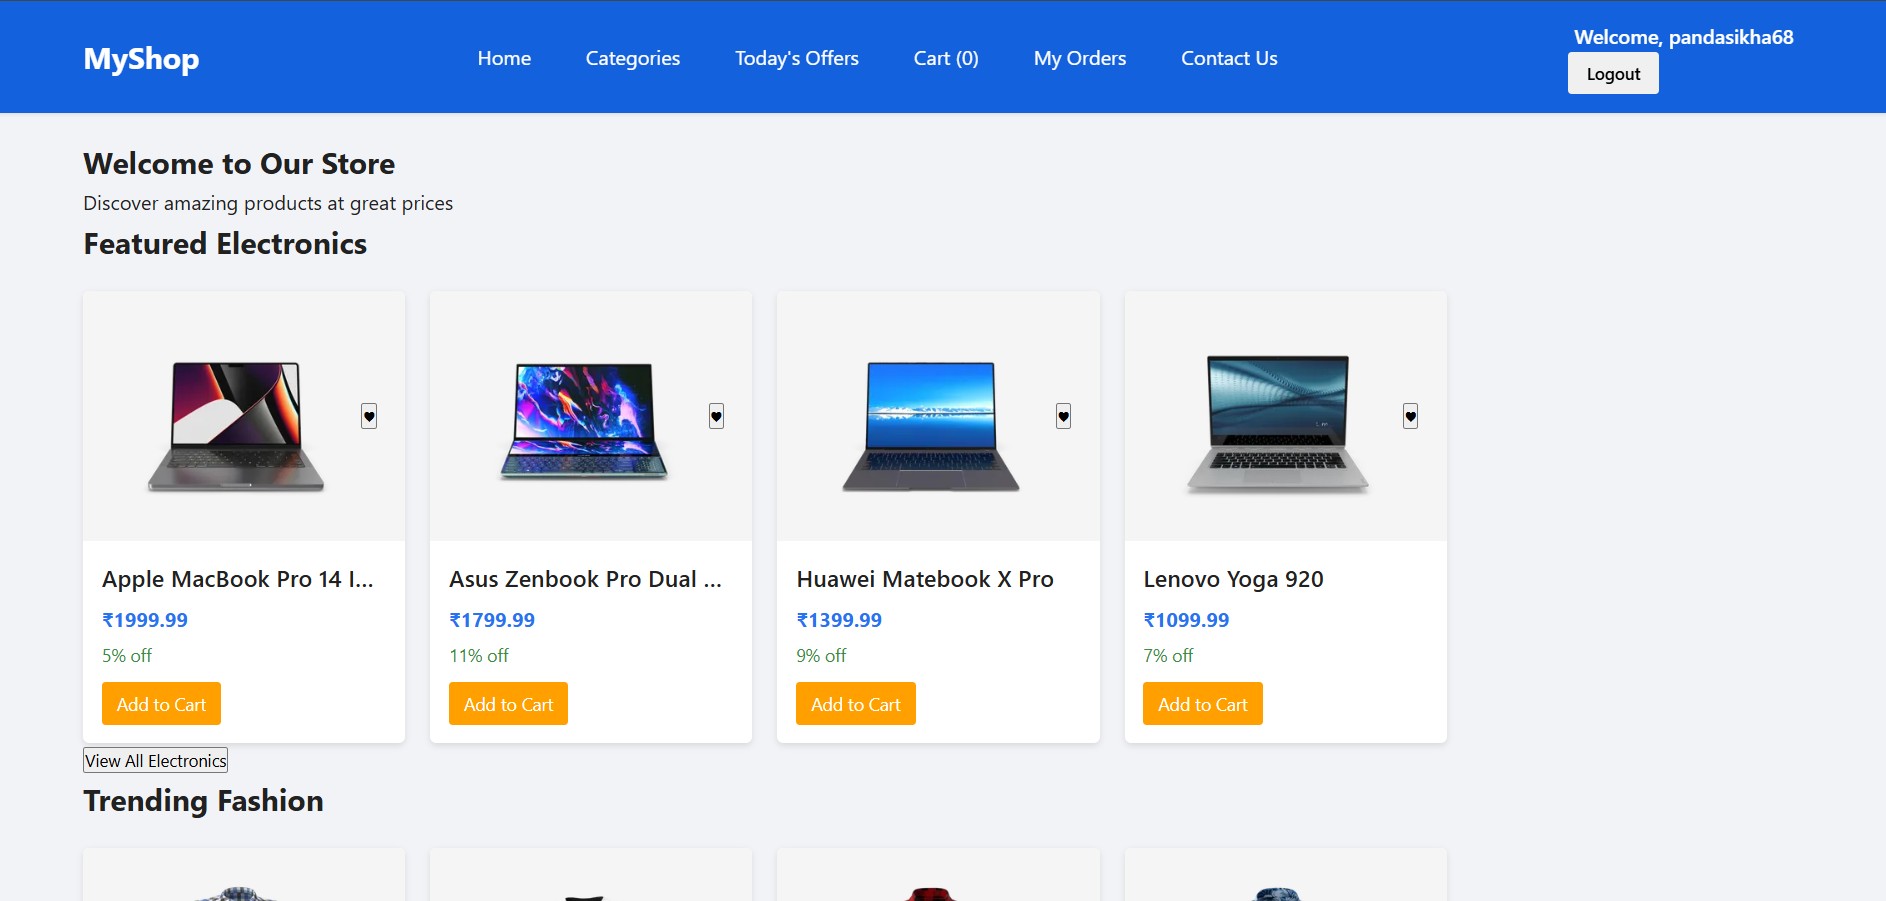 MyShop
Home Categories Today's Offers Cart (0) My Orders Contact Us
Welcome, pandasikha68
Logout
Welcome to Our Store
Discover amazing products at great prices
Featured Electronics
♥ ♥ ♥ ♥
Apple MacBook Pro 14 I... Asus Zenbook Pro Dual ... Huawei Matebook X Pro Lenovo Yoga 920
₹1999.99 ₹1799.99 ₹1399.99 ₹1099.99
5% off 11% off 9% off 7% off
Add to Cart Add to Cart Add to Cart Add to Cart
View All Electronics
Trending Fashion